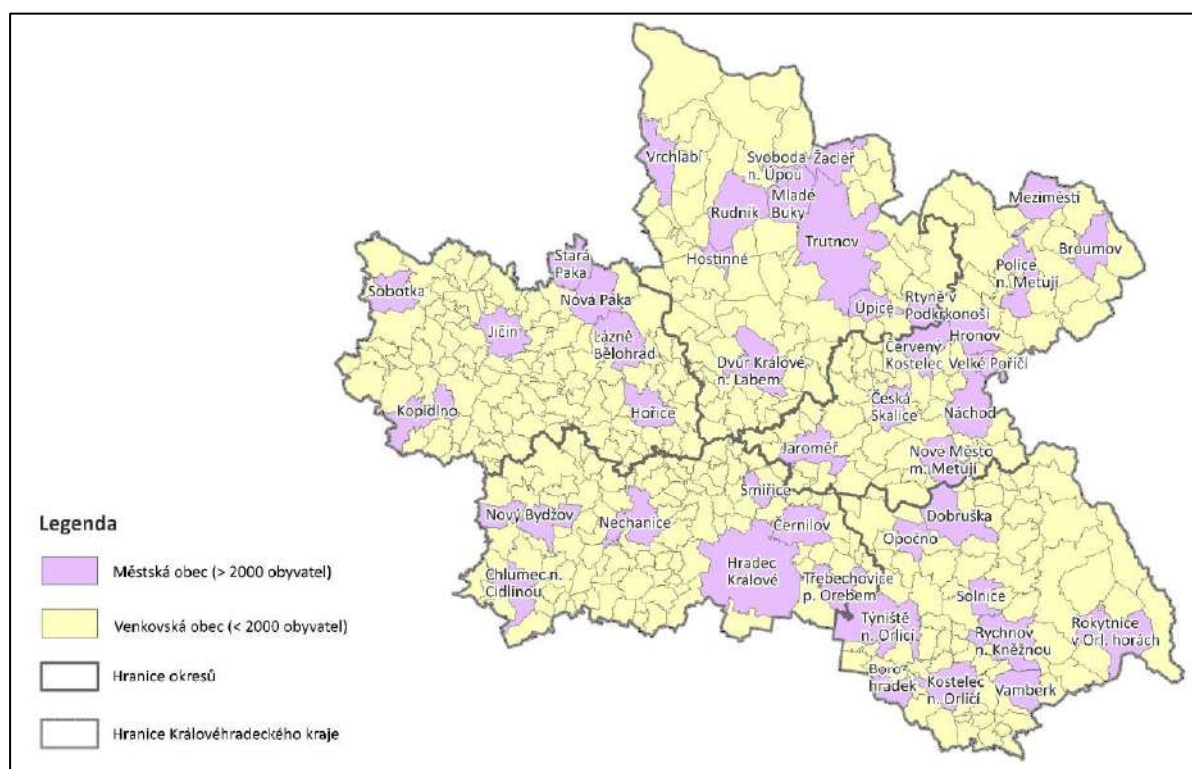 Vrchlabí
Svoboda
n. Úpou
Žacléř
Mladé
Buky
Rudník
Trutnov
Hostinné
Meziměstí
Broumov
Police
n. Metují
Stará
Paka
Sobotka
Nová Paka
Jičín
Lázně
Bělohrad
Úpice
Rtyně v
Podkrkonoší
Hronov
Červený
Kostelec
Velké Poříčí
Dvůr Králové
n. Labem
Kopidlno
Hořice
Česká
Skalice
Náchod
Jaroměř
Nové Město
n. Metují
Smiřice
Nový Bydžov
Nechanice
Černilov
Dobruška
Opočno
Hradec
Králové
Chlumec n.
Cidlinou
Třebechovice
p. Orebem
Solnice
Týniště
n. Orlicí
Rychnov
n. Kněžnou
Rokytnice
v Orl. horách
Boro-
hrádek
Kostelec
n. Orlicí
Vamberk
Legenda
Městská obec (> 2000 obyvatel)
Venkovská obec (< 2000 obyvatel)
Hranice okresů
Hranice Královéhradeckého kraje